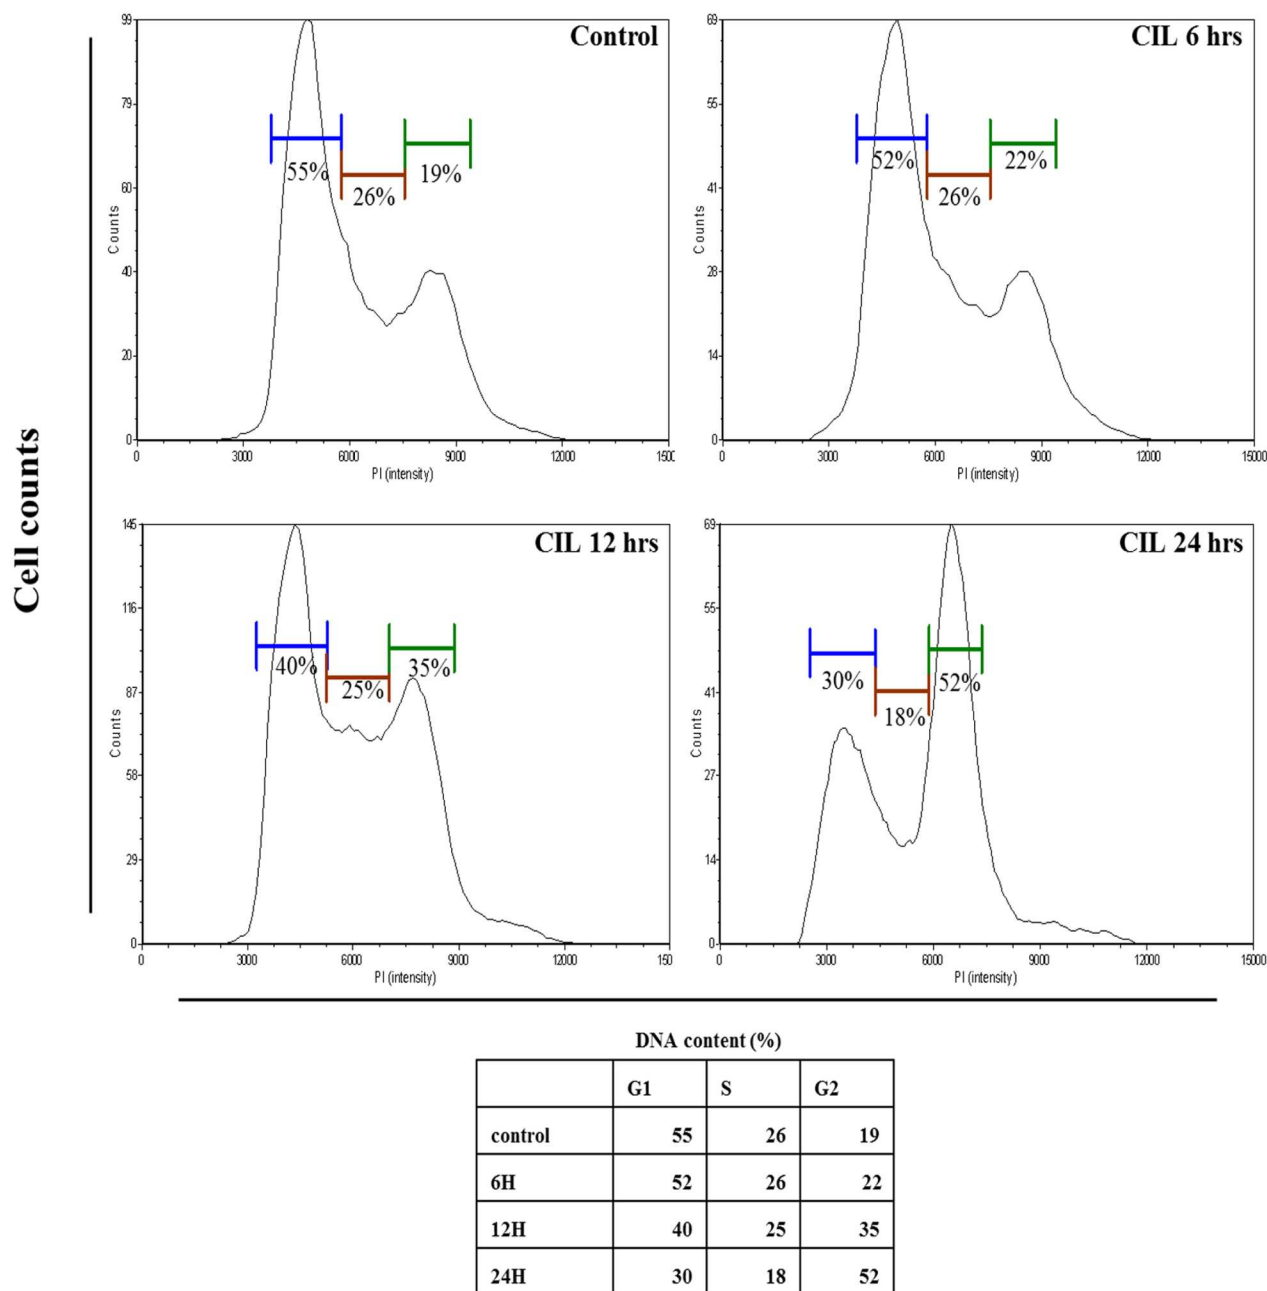 Cell counts
Control
99
79
60
40
20
0
Counts
55%
26%
19%
0 3000 6000 9000 12000 1500
PI (intensity)
CIL 6 hrs
69
55
41
28
14
0
Counts
52%
26%
22%
0 3000 6000 9000 12000 15000
PI (intensity)
CIL 12 hrs
145
116
87
58
29
0
Counts
40%
25%
35%
0 3000 6000 9000 12000 150
PI (intensity)
CIL 24 hrs
69
55
41
27
14
0
Counts
30%
18%
52%
0 3000 6000 9000 12000 15000
PI (intensity)
DNA content (%)
G1 S G2
control 55 26 19
6H 52 26 22
12H 40 25 35
24H 30 18 52